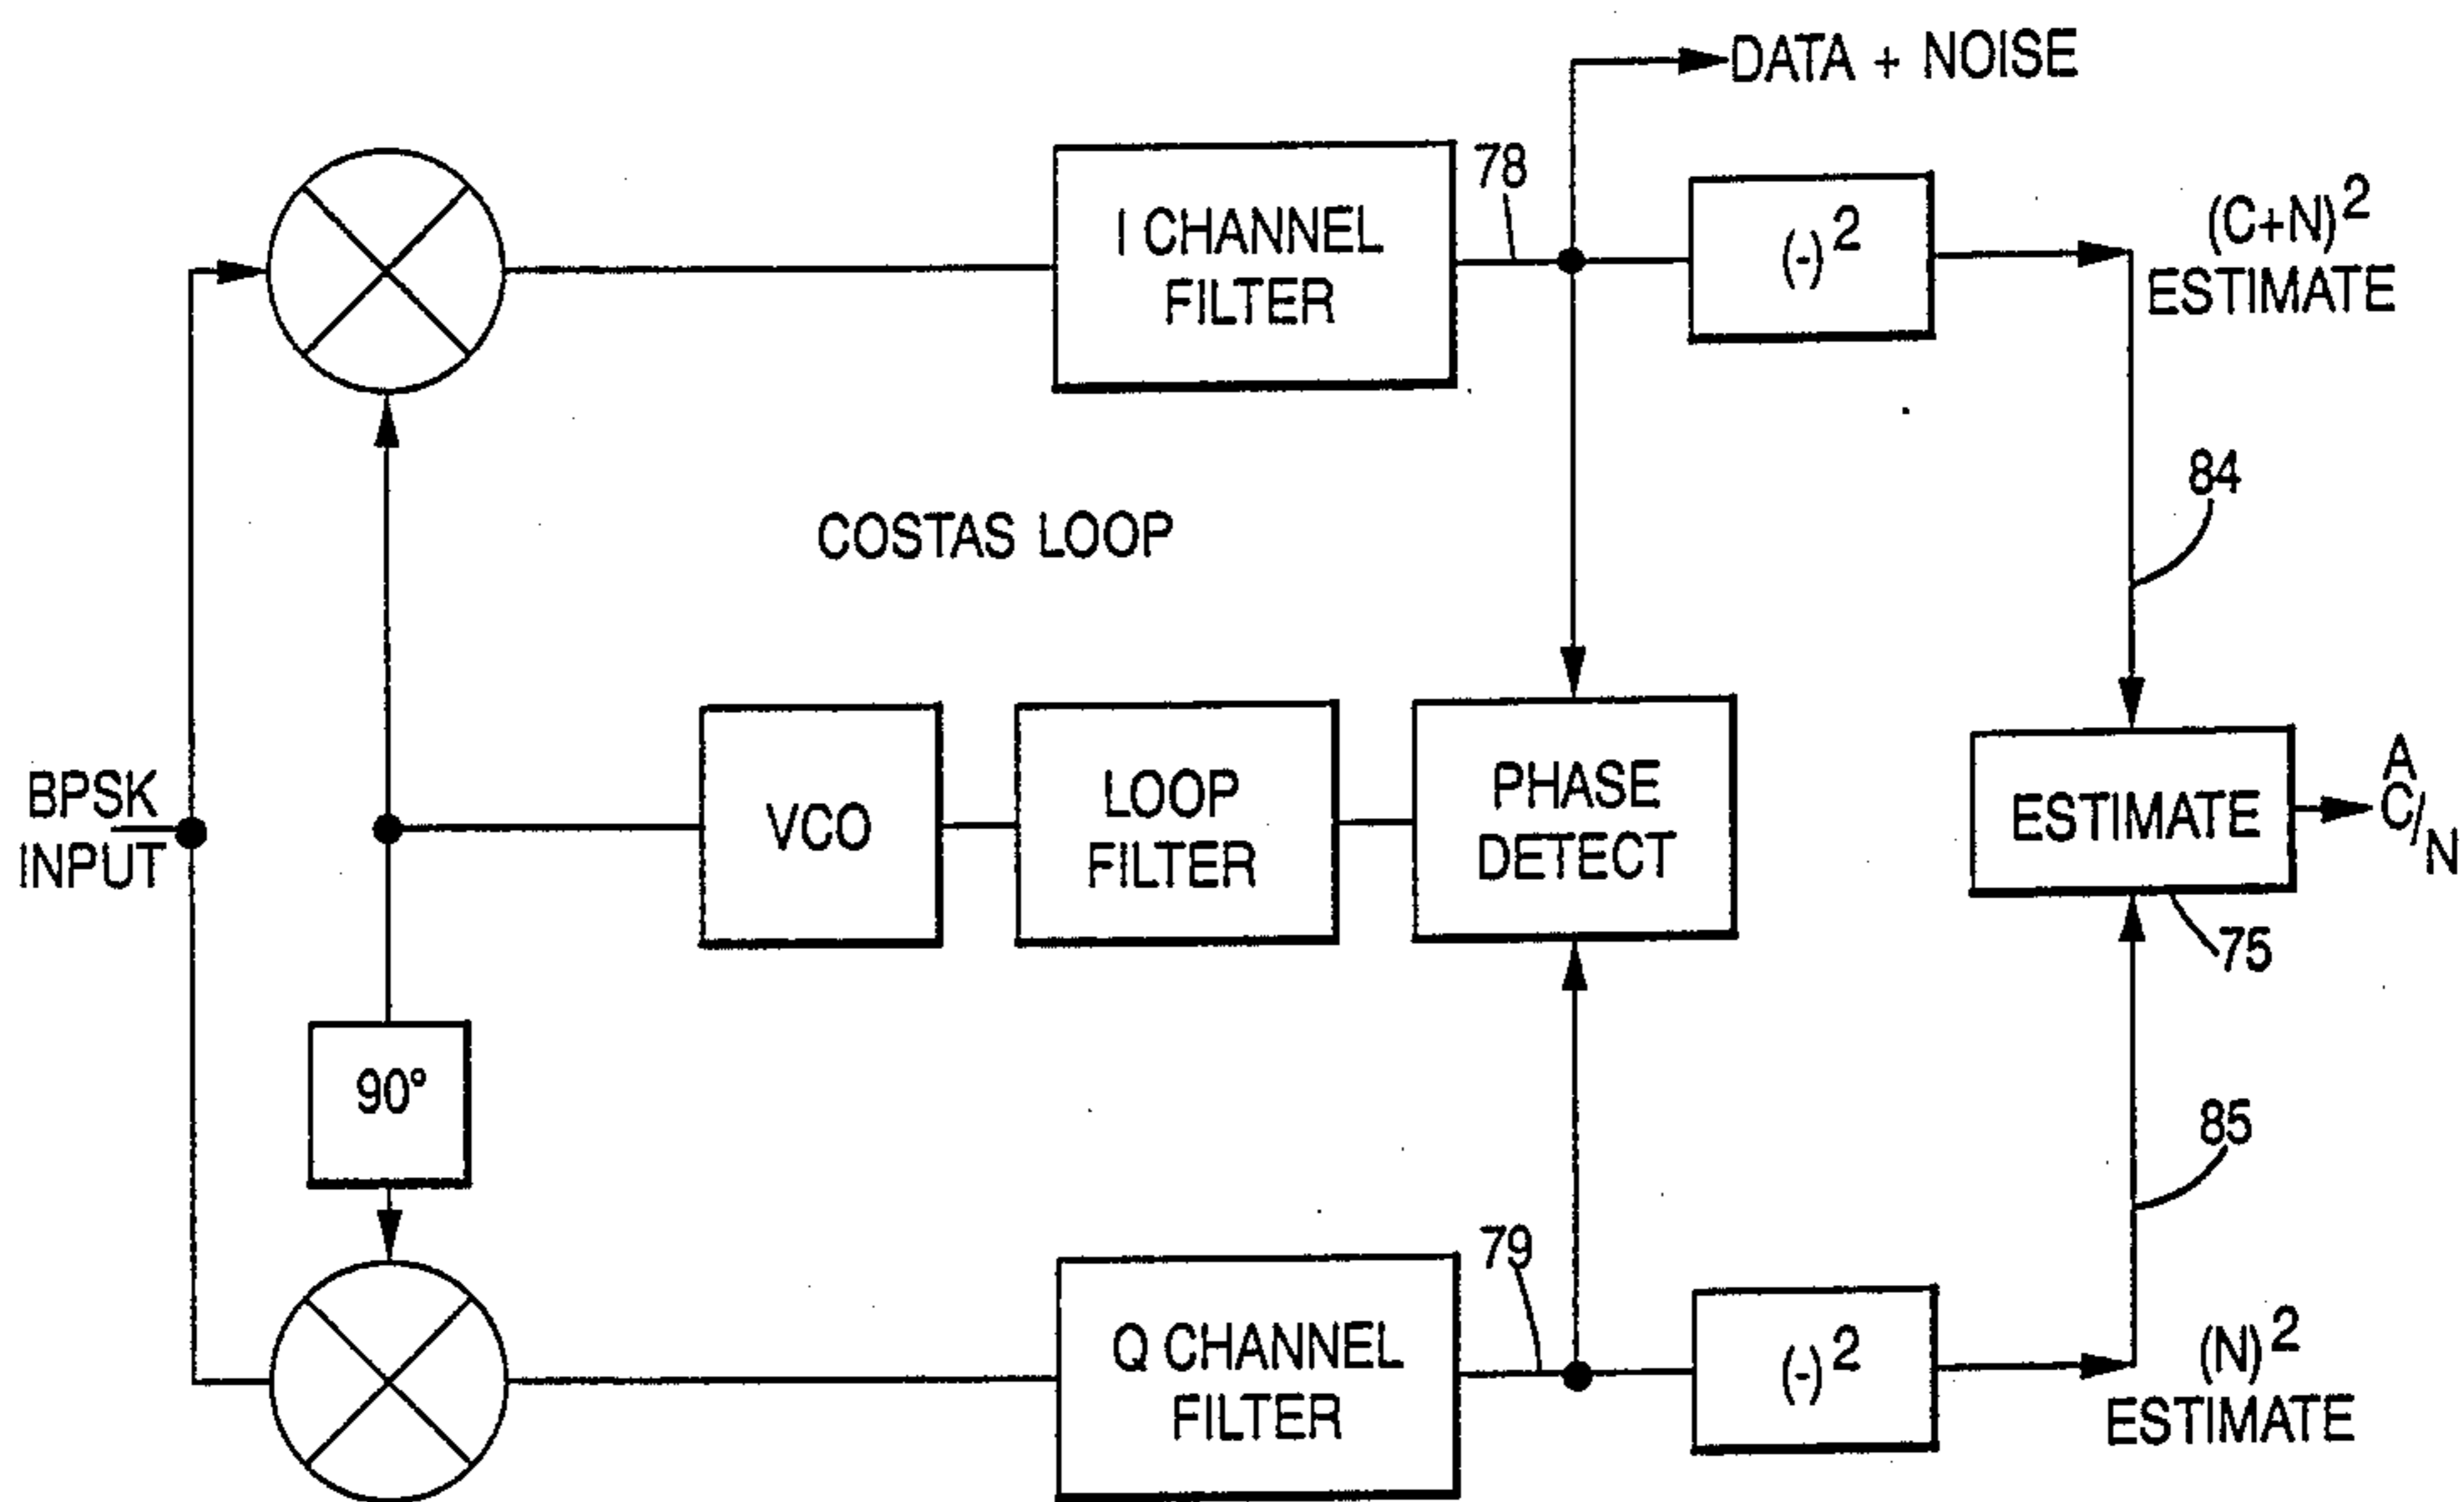 DATA + NOISE
78
I CHANNEL
FILTER
(-)2
(C+N)2
ESTIMATE
84
COSTAS LOOP
BPSK
INPUT
VCO
LOOP
FILTER
PHASE
DETECT
ESTIMATE
A
C/N
75
90°
85
79
Q CHANNEL
FILTER
(-)2
(N)2
ESTIMATE